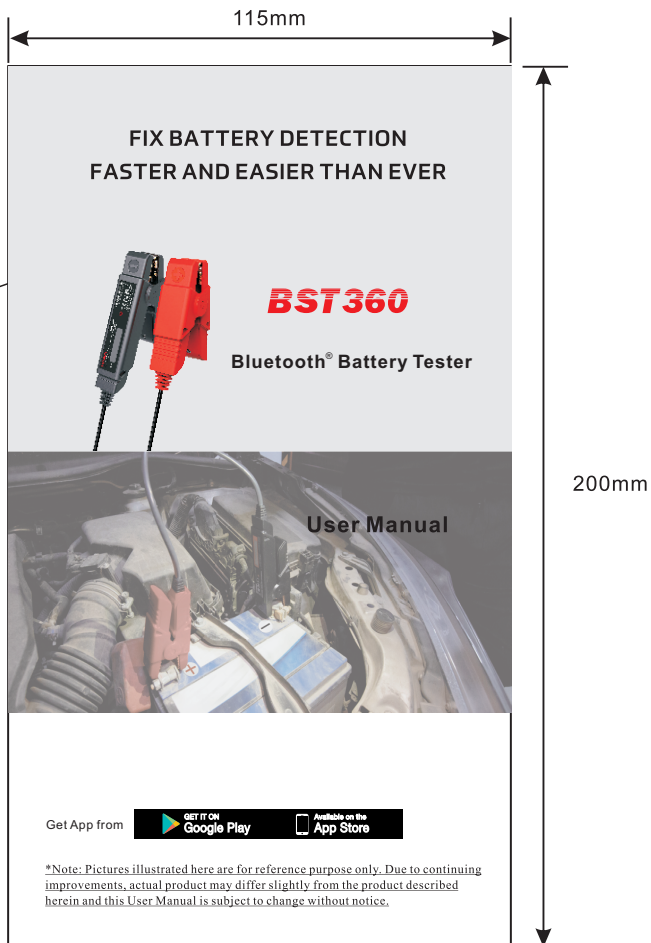 115mm
FIX BATTERY DETECTION
FASTER AND EASIER THAN EVER
BST360
Bluetooth® Battery Tester
200mm
User Manual
Get App from
GET IT ON
Google Play
Available on the
App Store
*Note: Pictures illustrated here are for reference purpose only. Due to continuing
improvements, actual product may differ slightly from the product described
herein and this User Manual is subject to change without notice.